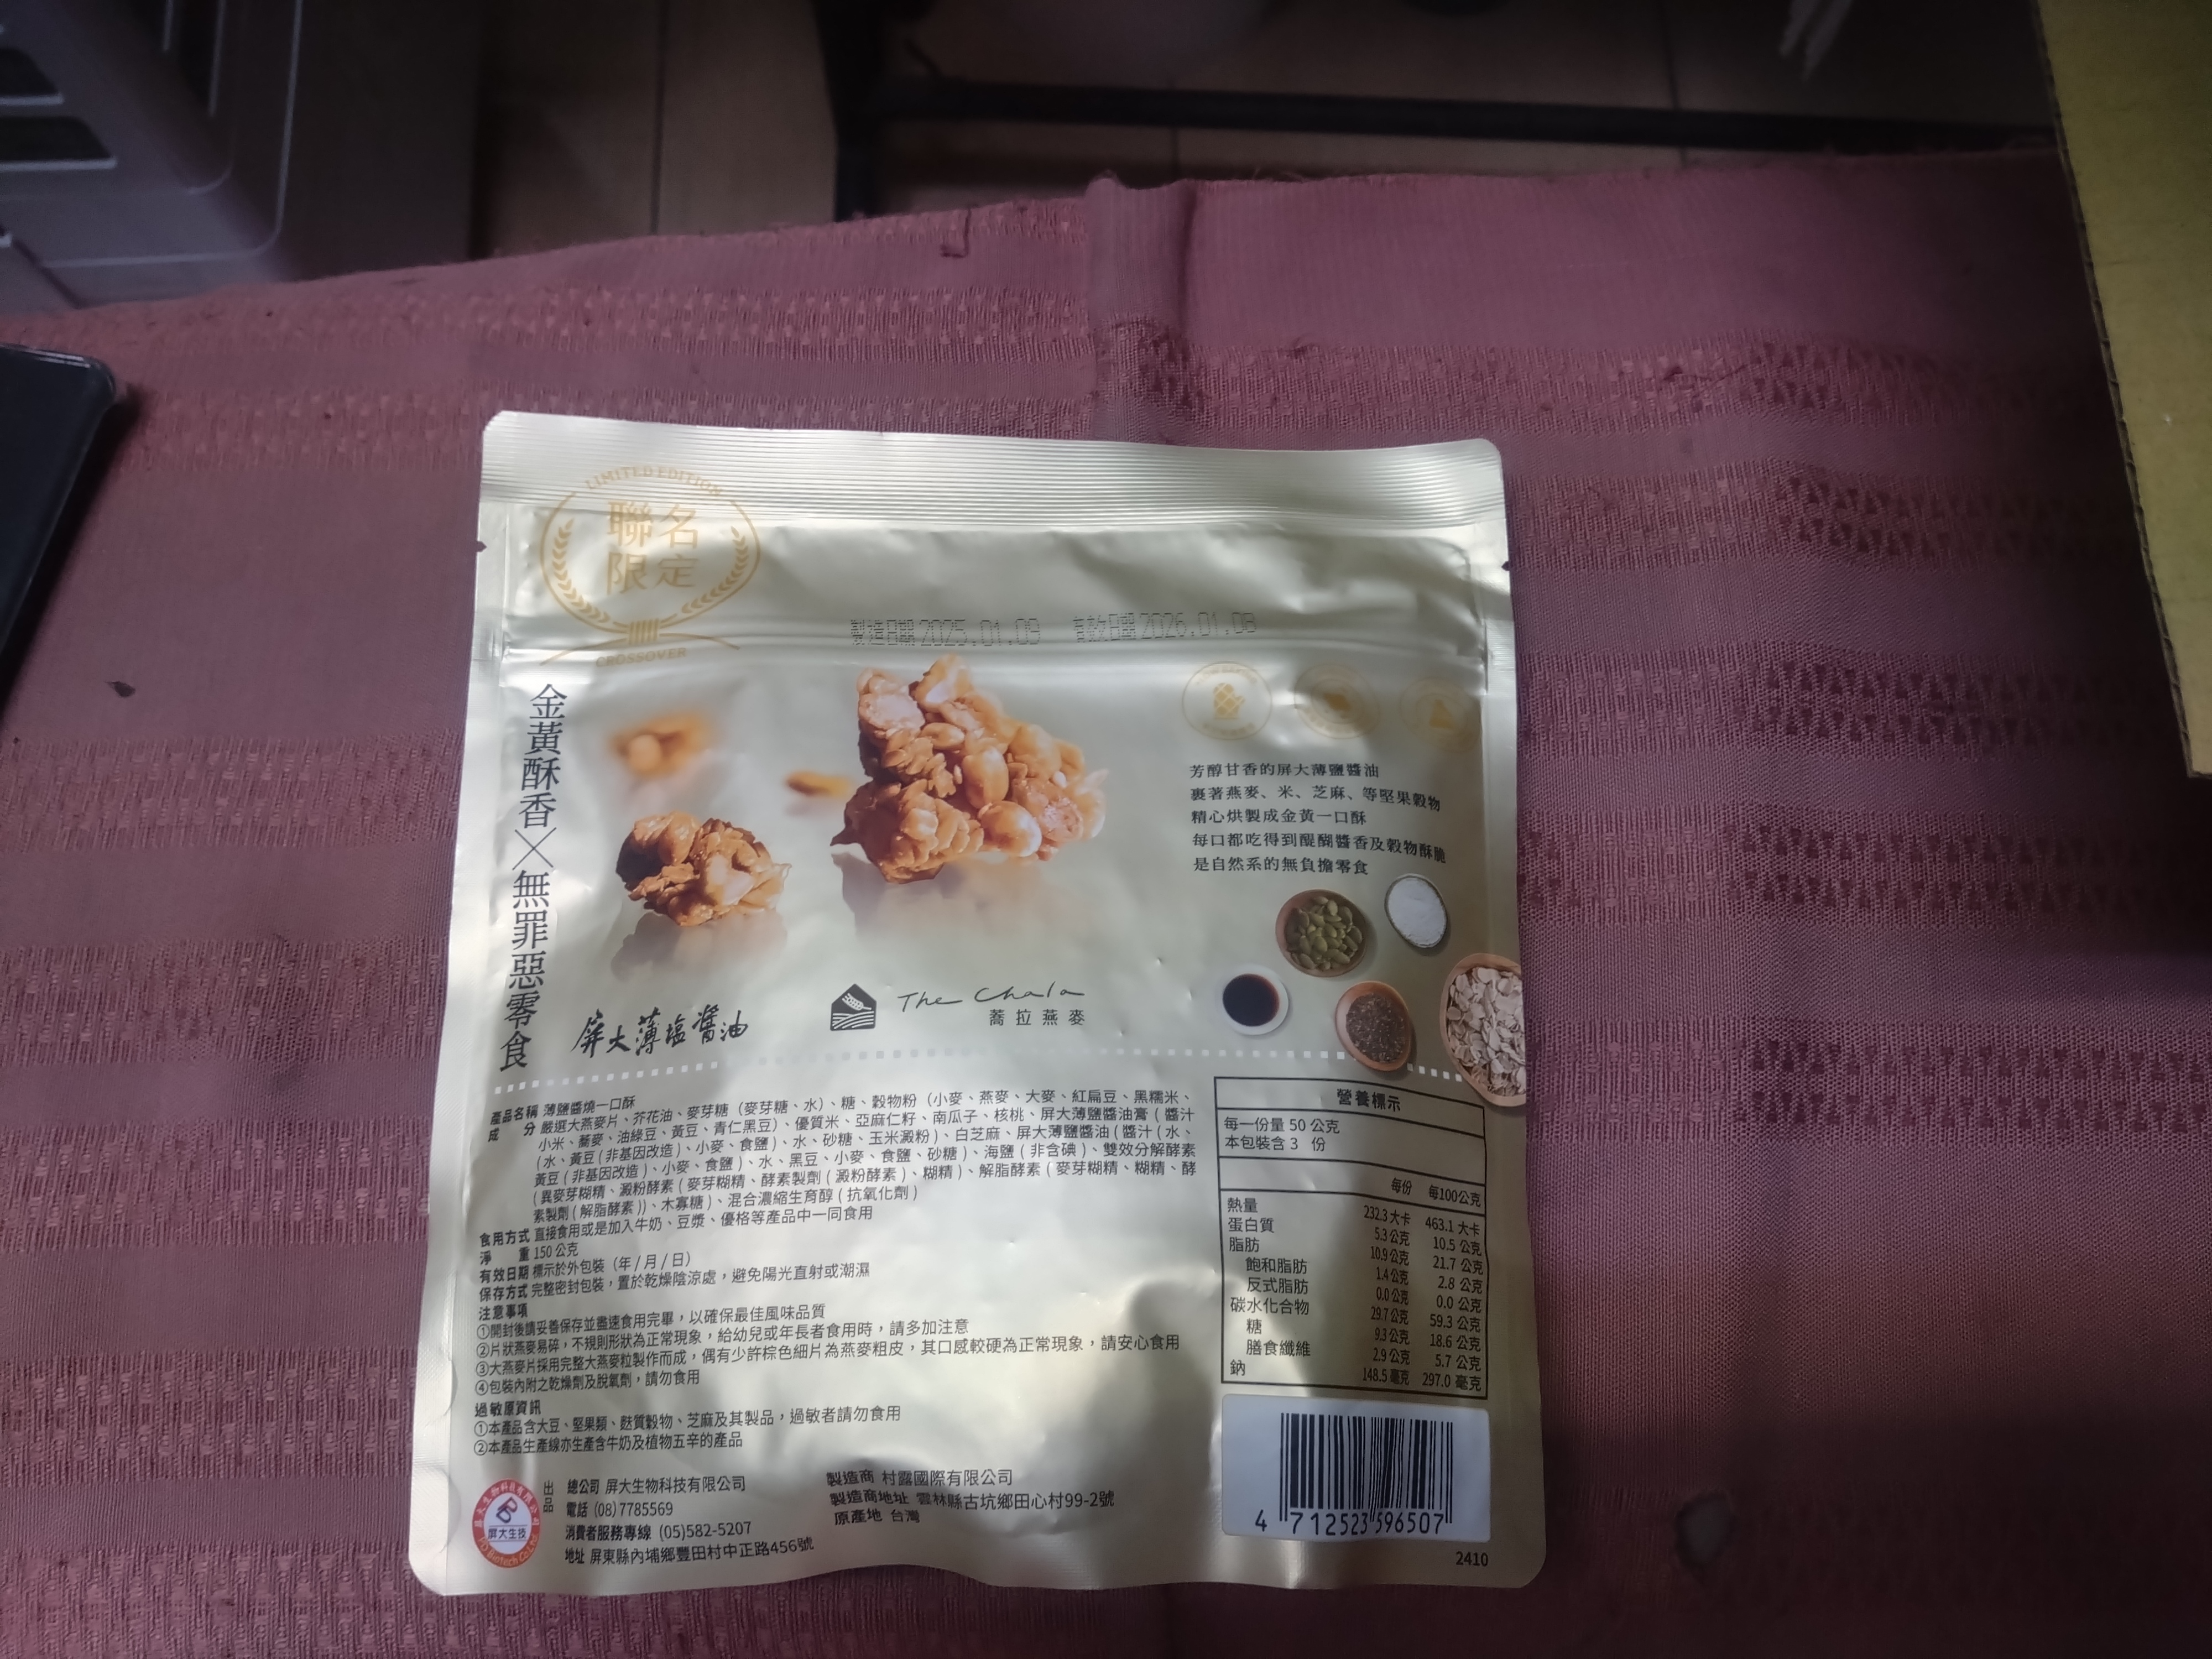 LIMITED EDITION
聯名
限定
CROSSOVER
製造日期 2025.01.09 有效日期 2026.01.08
金黃酥香╳無罪惡零食
芳醇甘香的屏大薄鹽醬油
裹著燕麥、米、芝麻、等堅果穀物
精心烘製成金黃一口酥
每口都吃得到醍醐醬香及穀物酥脆
是自然系的無負擔零食
屏大薄塩醬油
The Chala
喬拉燕麥
產品名稱 薄鹽醬燒一口酥
成分 嚴選大燕麥片、芥花油、麥芽糖（麥芽糖、水）、糖、穀物粉（小麥、燕麥、大麥、紅扁豆、黑糯米、
小米、蕎麥、油綠豆、黃豆、青仁黑豆）、優質米、亞麻仁籽、南瓜子、核桃、屏大薄鹽醬油膏 ( 醬汁
(水、黃豆 ( 非基因改造 )、小麥、食鹽 )、水、砂糖、玉米澱粉 )、白芝麻、屏大薄鹽醬油 ( 醬汁 ( 水、
黃豆 ( 非基因改造 )、小麥、食鹽 )、水、黑豆、小麥、食鹽、砂糖 )、海鹽 ( 非含碘 )、雙效分解酵素
( 異麥芽糊精、澱粉酵素 ( 麥芽糊精、酵素製劑 ( 澱粉酵素 )、糊精 )、解脂酵素 ( 麥芽糊精、糊精、酵
素製劑 ( 解脂酵素 ))、木寡糖 )、混合濃縮生育醇 ( 抗氧化劑 )
食用方式 直接食用或是加入牛奶、豆漿、優格等產品中一同食用
淨重 150 公克
有效日期 標示於外包裝（年 / 月 / 日）
保存方式 完整密封包裝，置於乾燥陰涼處，避免陽光直射或潮濕
注意事項
①開封後請妥善保存並盡速食用完畢，以確保最佳風味品質
②片狀燕麥易碎，不規則形狀為正常現象，給幼兒或年長者食用時，請多加注意
③大燕麥片採用完整大燕麥粒製作而成，偶有少許棕色細片為燕麥粗皮，其口感較硬為正常現象，請安心食用
④包裝內附之乾燥劑及脫氧劑，請勿食用
過敏原資訊
①本產品含大豆、堅果類、麩質穀物、芝麻及其製品，過敏者請勿食用
②本產品生產線亦生產含牛奶及植物五辛的產品
營養標示
每一份量 50 公克
本包裝含 3 份
每份 每100公克
熱量 232.3 大卡 463.1 大卡
蛋白質 5.3 公克 10.5 公克
脂肪 10.9 公克 21.7 公克
飽和脂肪 1.4 公克 2.8 公克
反式脂肪 0.0 公克 0.0 公克
碳水化合物 29.7 公克 59.3 公克
糖 9.3 公克 18.6 公克
膳食纖維 2.9 公克 5.7 公克
鈉 148.5 毫克 297.0 毫克
屏大生技
出品
總公司 屏大生物科技有限公司
電話 (08)7785569
消費者服務專線 (05)582-5207
地址 屏東縣內埔鄉豐田村中正路456號
製造商 村露國際有限公司
製造商地址 雲林縣古坑鄉田心村99-2號
原產地 台灣
4 712523 596507
2410